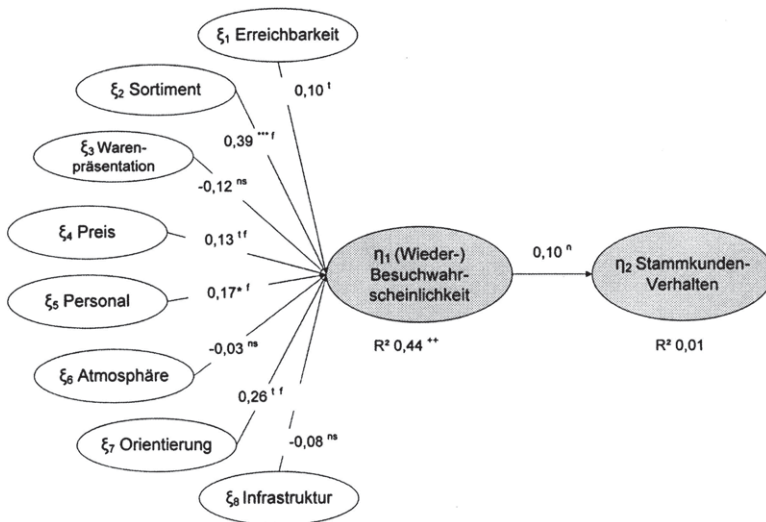 ξ₁ Erreichbarkeit
0,10 ᵗ
ξ₂ Sortiment
0,39 *** ᶠ
ξ₃ Waren-
präsentation
-0,12 ⁿˢ
ξ₄ Preis
0,13 ᵗ ᶠ
ξ₅ Personal
0,17* ᶠ
ξ₆ Atmosphäre
-0,03 ⁿˢ
ξ₇ Orientierung
0,26 ᵗ ᶠ
ξ₈ Infrastruktur
-0,08 ⁿˢ
η₁ (Wieder-)
Besuchwahr-
scheinlichkeit
R² 0,44 ⁺⁺
0,10 ⁿ
η₂ Stammkunden-
Verhalten
R² 0,01